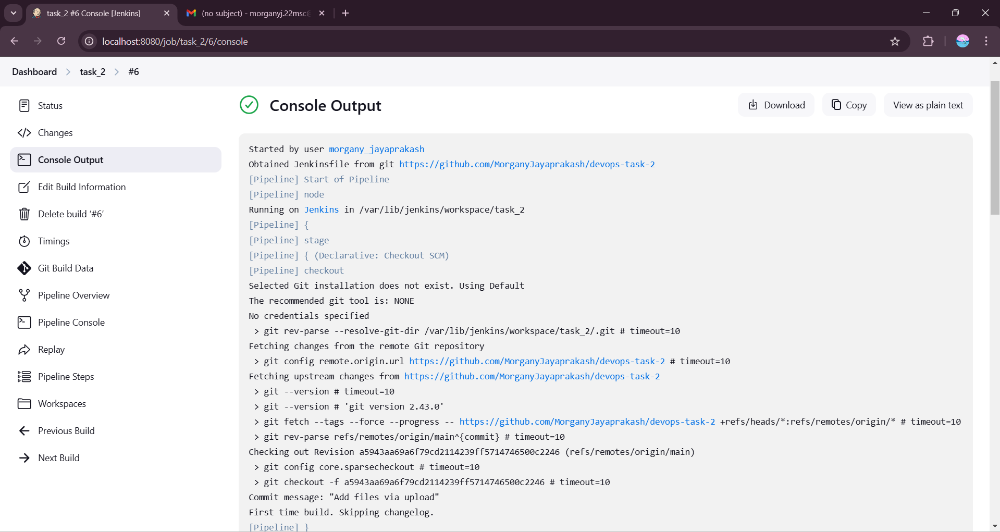 task_2 #6 Console [Jenkins]
(no subject) - morganyj.22msc@
localhost:8080/job/task_2/6/console
Dashboard > task_2 > #6
Status
Changes
Console Output
Edit Build Information
Delete build ‘#6’
Timings
Git Build Data
Pipeline Overview
Pipeline Console
Replay
Pipeline Steps
Workspaces
Previous Build
Next Build
Console Output
Download
Copy
View as plain text
Started by user morgany_jayaprakash
Obtained Jenkinsfile from git https://github.com/MorganyJayaprakash/devops-task-2
[Pipeline] Start of Pipeline
[Pipeline] node
Running on Jenkins in /var/lib/jenkins/workspace/task_2
[Pipeline] {
[Pipeline] stage
[Pipeline] { (Declarative: Checkout SCM)
[Pipeline] checkout
Selected Git installation does not exist. Using Default
The recommended git tool is: NONE
No credentials specified
> git rev-parse --resolve-git-dir /var/lib/jenkins/workspace/task_2/.git # timeout=10
Fetching changes from the remote Git repository
> git config remote.origin.url https://github.com/MorganyJayaprakash/devops-task-2 # timeout=10
Fetching upstream changes from https://github.com/MorganyJayaprakash/devops-task-2
> git --version # timeout=10
> git --version # 'git version 2.43.0'
> git fetch --tags --force --progress -- https://github.com/MorganyJayaprakash/devops-task-2 +refs/heads/*:refs/remotes/origin/* # timeout=10
> git rev-parse refs/remotes/origin/main^{commit} # timeout=10
Checking out Revision a5943aa69a6f79cd2114239ff5714746500c2246 (refs/remotes/origin/main)
> git config core.sparsecheckout # timeout=10
> git checkout -f a5943aa69a6f79cd2114239ff5714746500c2246 # timeout=10
Commit message: "Add files via upload"
First time build. Skipping changelog.
[Pipeline] }